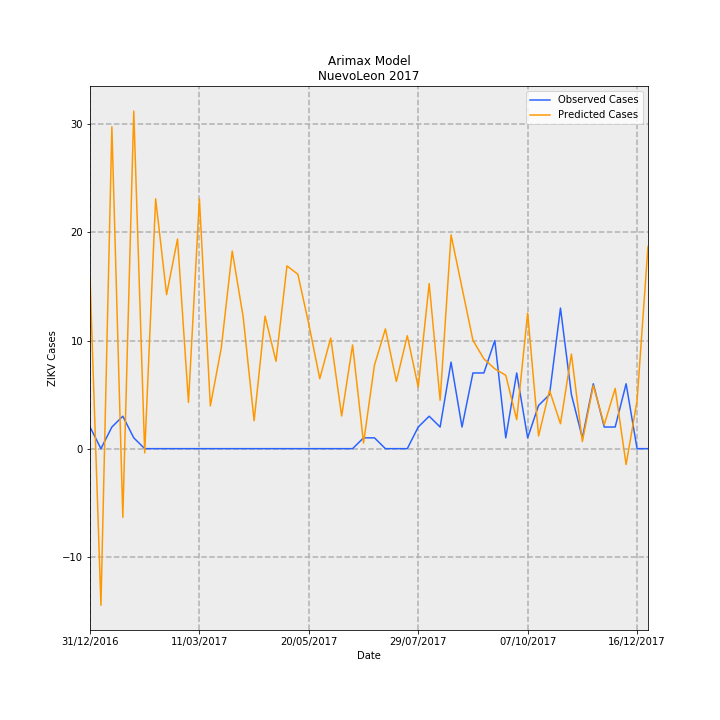 Arimax Model
NuevoLeon 2017
Observed Cases
Predicted Cases
30
20
10
0
−10
ZIKV Cases
31/12/2016
11/03/2017
20/05/2017
29/07/2017
07/10/2017
16/12/2017
Date